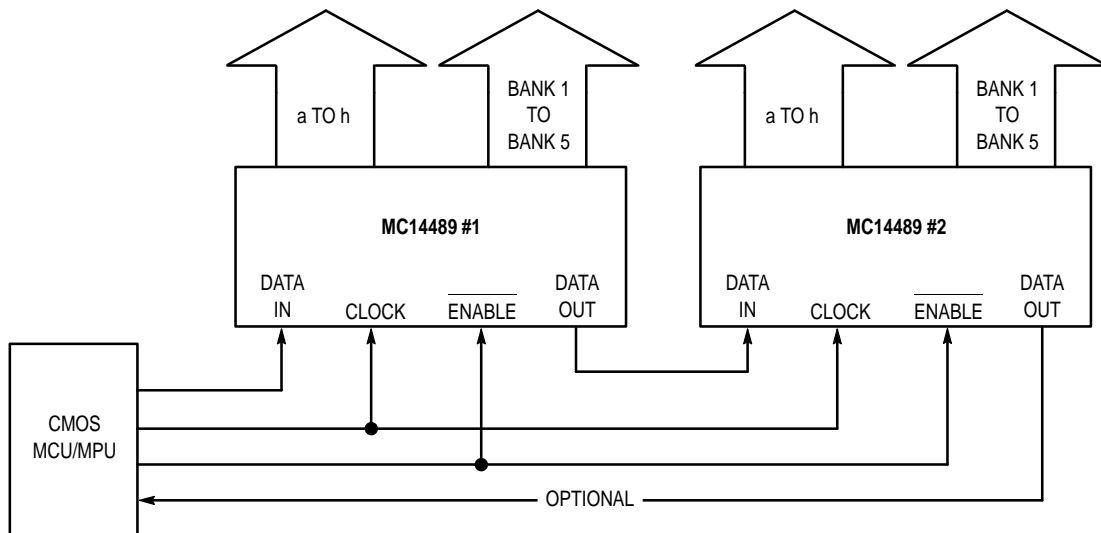 a TO h
BANK 1
TO
BANK 5
a TO h
BANK 1
TO
BANK 5
MC14489 #1
DATA
IN
CLOCK
ENABLE
DATA
OUT
MC14489 #2
DATA
IN
CLOCK
ENABLE
DATA
OUT
CMOS
MCU/MPU
OPTIONAL